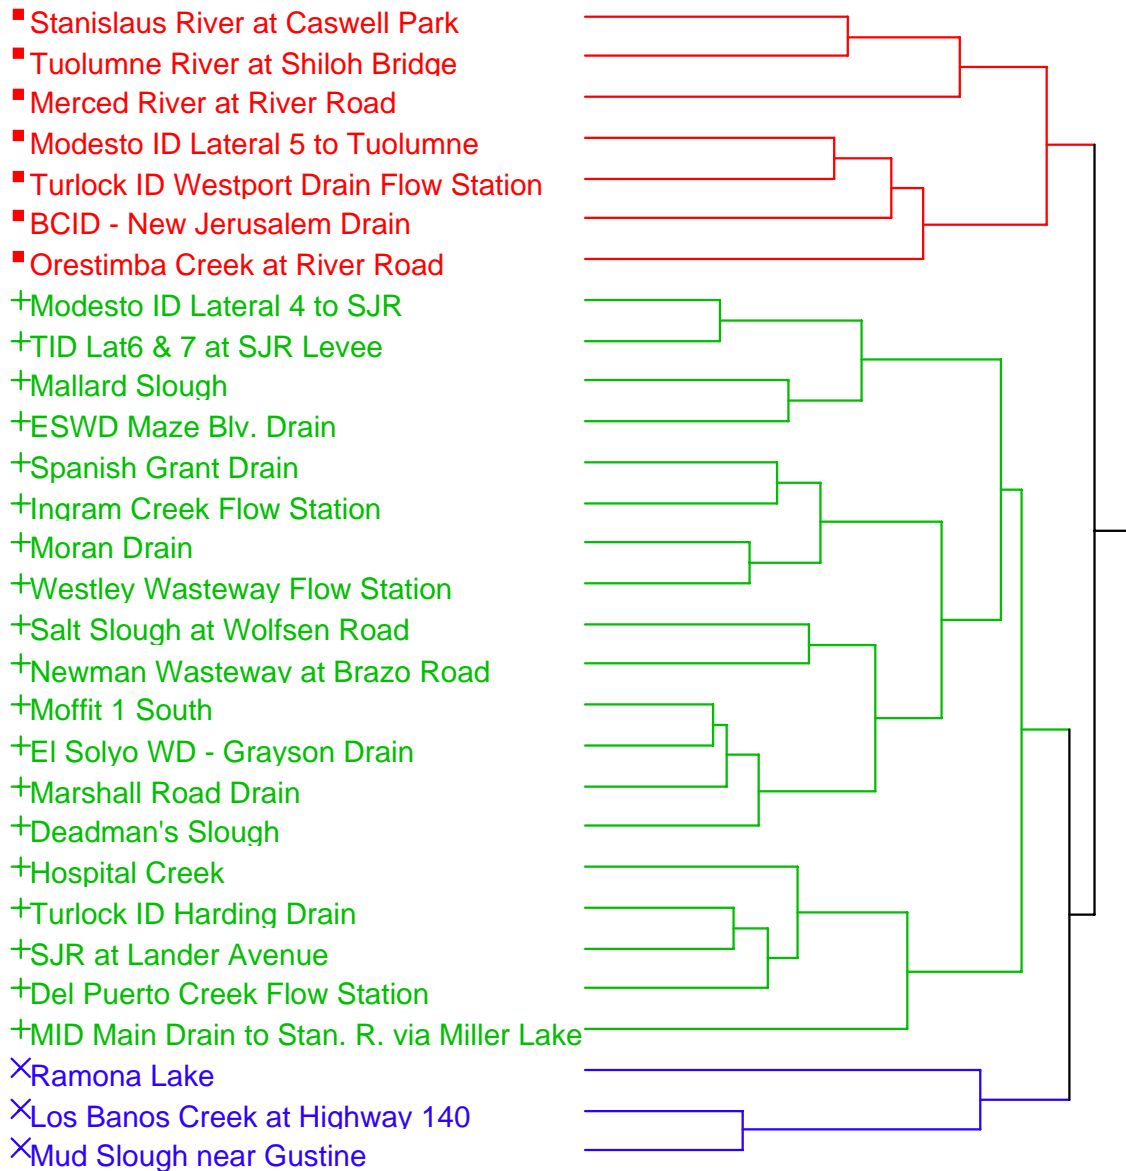 Stanislaus River at Caswell Park
Tuolumne River at Shiloh Bridge
Merced River at River Road
Modesto ID Lateral 5 to Tuolumne
Turlock ID Westport Drain Flow Station
BCID - New Jerusalem Drain
Orestimba Creek at River Road
Modesto ID Lateral 4 to SJR
TID Lat6 & 7 at SJR Levee
Mallard Slough
ESWD Maze Blv. Drain
Spanish Grant Drain
Ingram Creek Flow Station
Moran Drain
Westley Wasteway Flow Station
Salt Slough at Wolfsen Road
Newman Wasteway at Brazo Road
Moffit 1 South
El Solyo WD - Grayson Drain
Marshall Road Drain
Deadman's Slough
Hospital Creek
Turlock ID Harding Drain
SJR at Lander Avenue
Del Puerto Creek Flow Station
MID Main Drain to Stan. R. via Miller Lake
Ramona Lake
Los Banos Creek at Highway 140
Mud Slough near Gustine